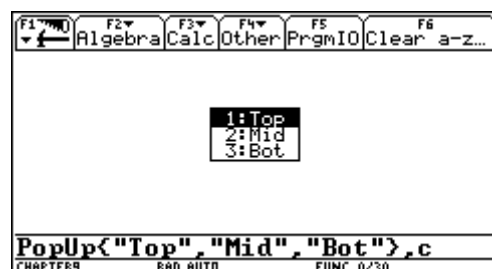 F1 F2 F3 F4 F5 F6
Algebra Calc Other PrgmIO Clear a-z…
1:Top
2:Mid
3:Bot
PopUp{"Top","Mid","Bot"},c
CHAPTER9 RAD AUTO FUNC 0/30